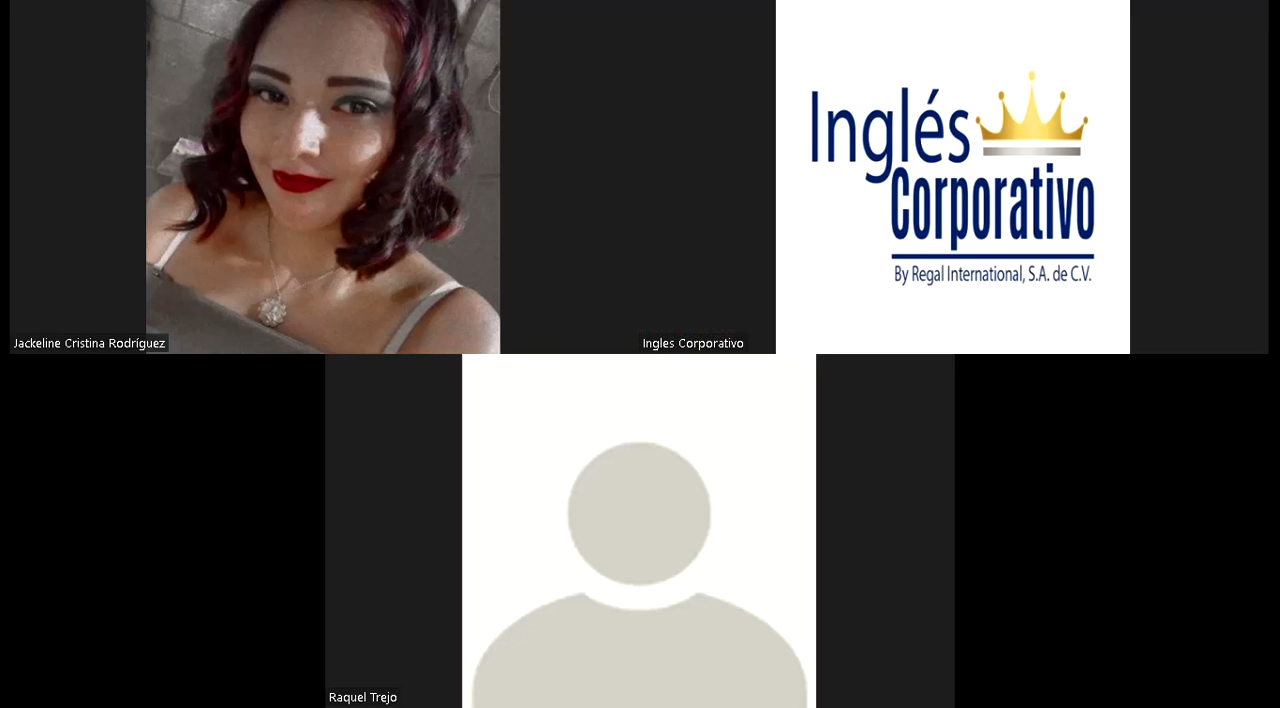 Inglés
Corporativo
By Regal International, S.A. de C.V.
Jackeline Cristina Rodríguez
Ingles Corporativo
Raquel Trejo